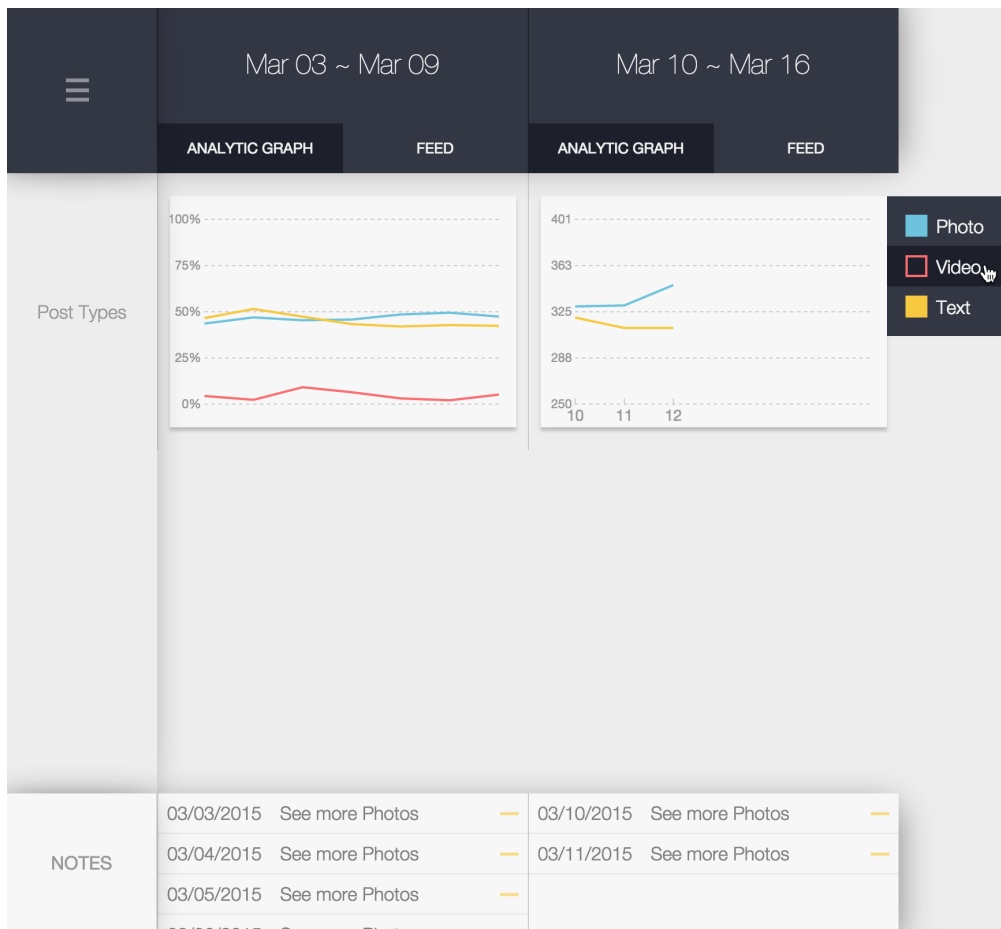 Mar 03 ~ Mar 09
Mar 10 ~ Mar 16
ANALYTIC GRAPH
FEED
ANALYTIC GRAPH
FEED
Post Types
100%
75%
50%
25%
0%
401
363
325
288
250
10 11 12
Photo
Video
Text
NOTES
03/03/2015 See more Photos
03/04/2015 See more Photos
03/05/2015 See more Photos
03/10/2015 See more Photos
03/11/2015 See more Photos